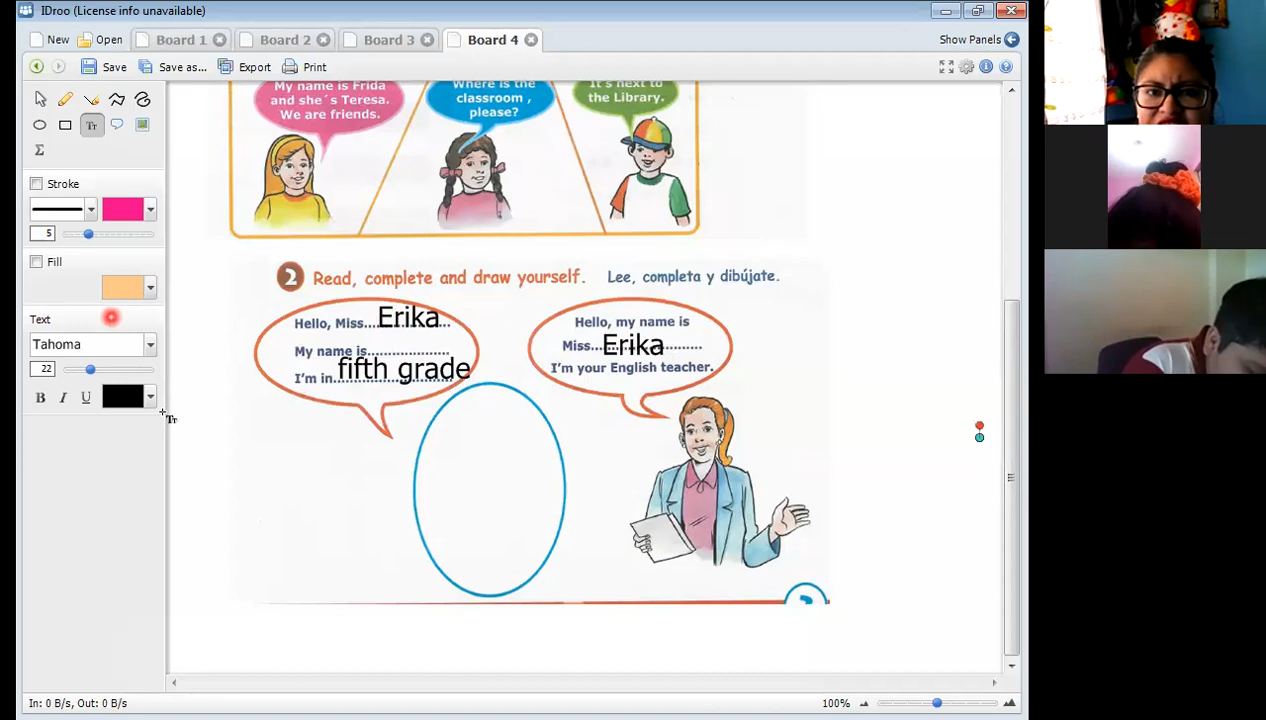 IDroo (License info unavailable)
New Open Board 1 Board 2 Board 3 Board 4 Show Panels
Save Save as... Export Print
Tr
Σ
Stroke
5
Fill
Text
Tahoma
22
B I U
Tr
My name is Frida
and she´s Teresa.
We are friends.
Where is the
classroom ,
please?
It's next to
the Library.
2 Read, complete and draw yourself. Lee, completa y dibújate.
Hello, Miss.... Erika ...
My name is......................
I'm in........ fifth grade
Hello, my name is
Miss... Erika ..........
I'm your English teacher.
In: 0 B/s, Out: 0 B/s 100%